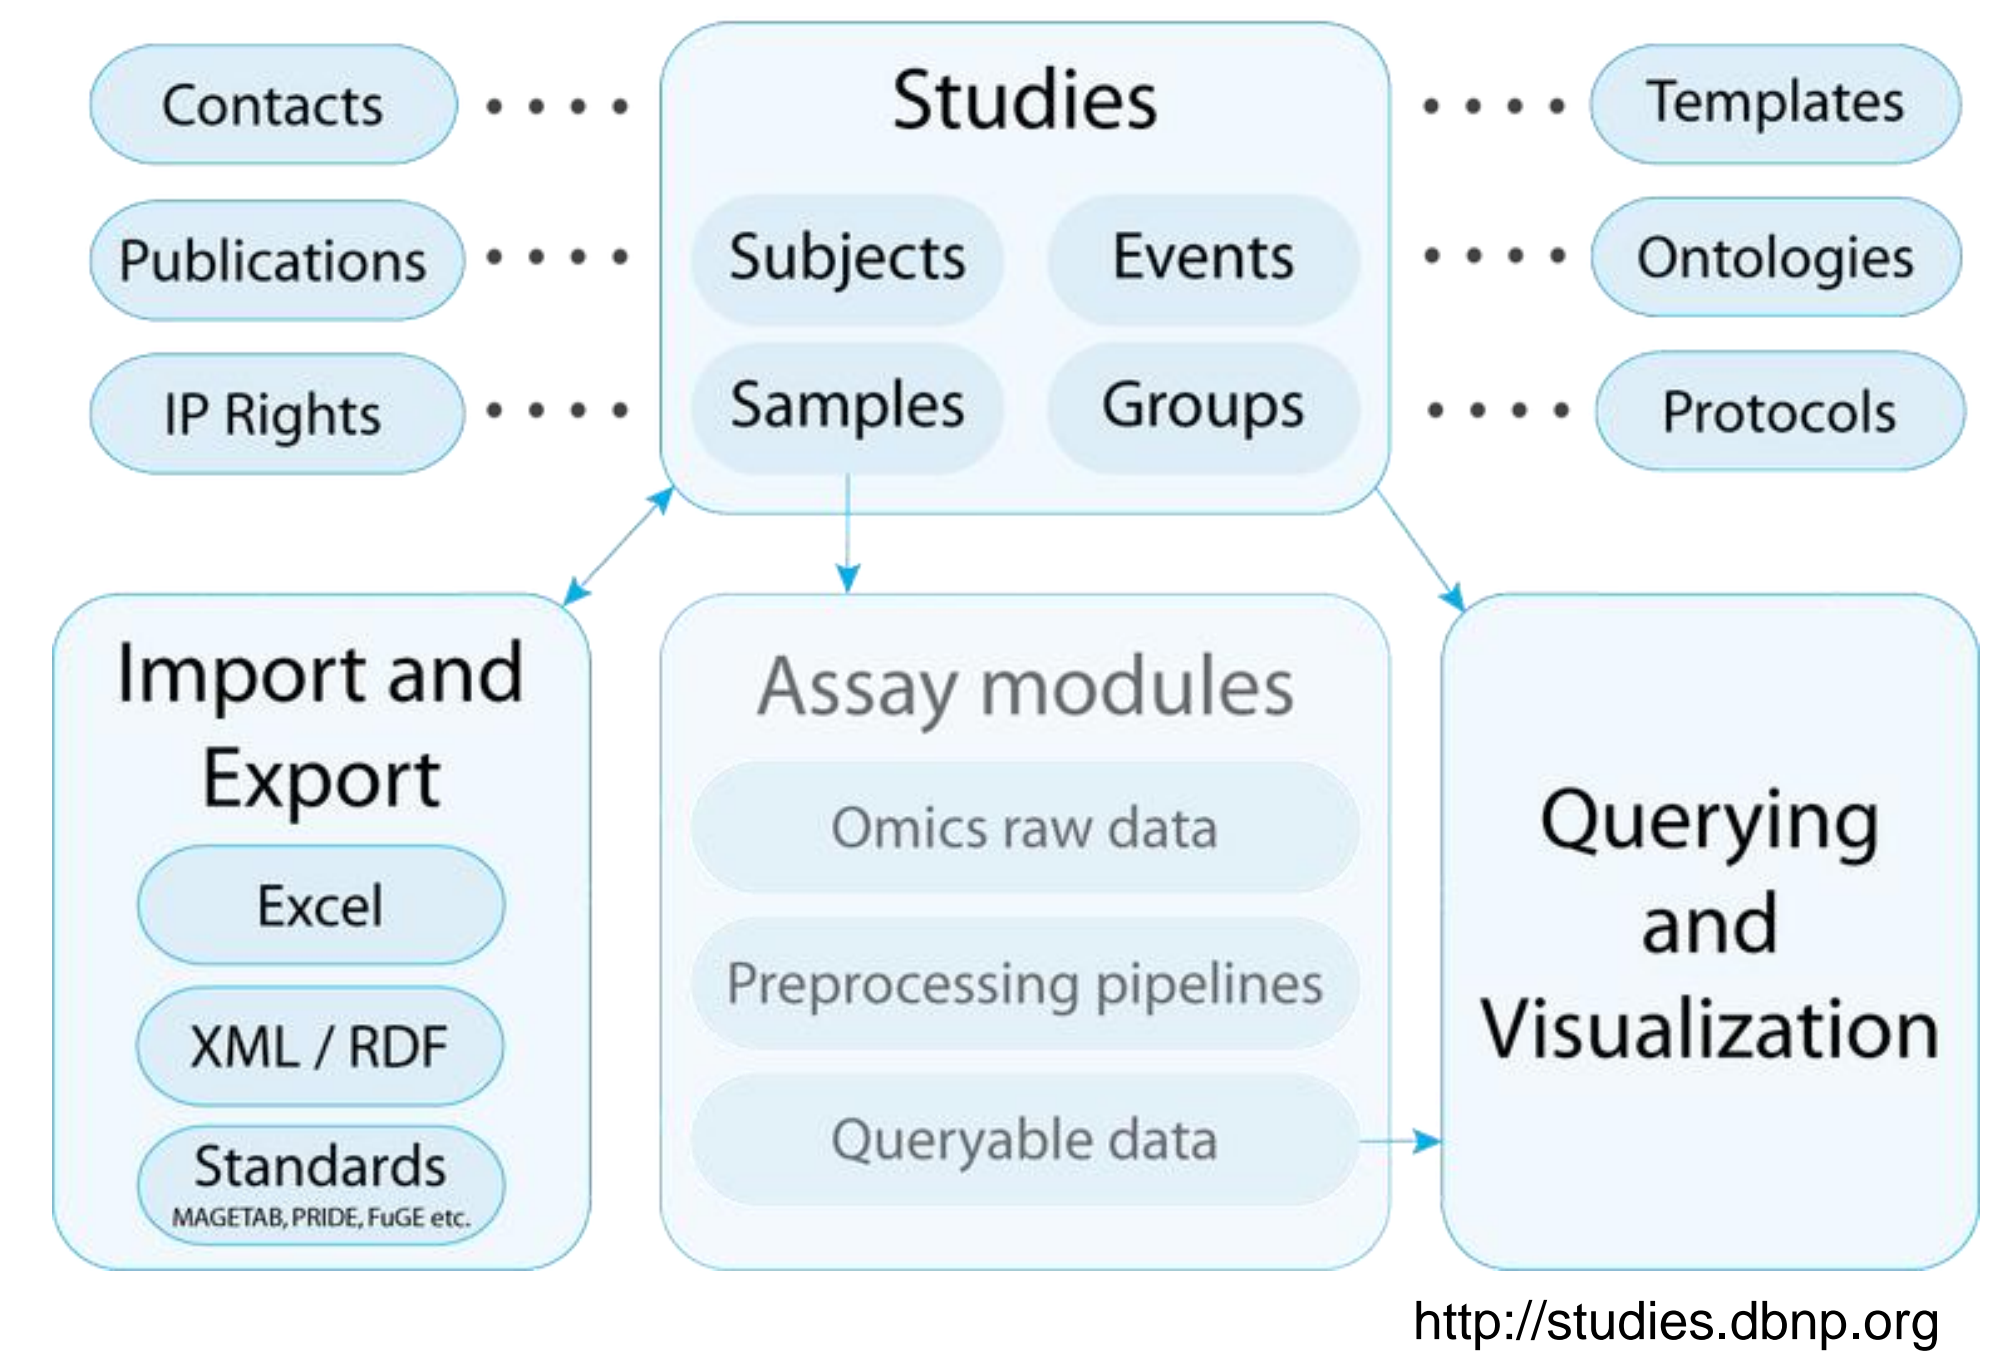 Contacts
Publications
IP Rights
Studies
Subjects
Events
Samples
Groups
Templates
Ontologies
Protocols
Import and
Export
Excel
XML / RDF
Standards
MAGETAB, PRIDE, FuGE etc.
Assay modules
Omics raw data
Preprocessing pipelines
Queryable data
Querying
and
Visualization
http://studies.dbnp.org